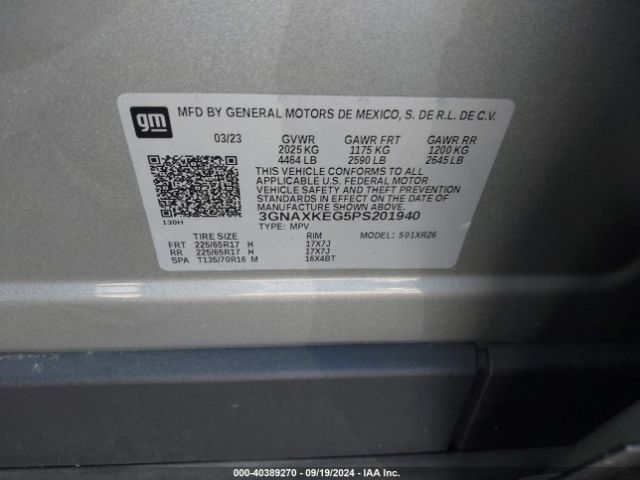 gm
MFD BY GENERAL MOTORS DE MEXICO, S. DE R.L. DE C.V.
03/23 GVWR GAWR FRT GAWR RR
2025 KG 1175 KG 1200 KG
4464 LB 2590 LB 2645 LB
THIS VEHICLE CONFORMS TO ALL
APPLICABLE U.S. FEDERAL MOTOR
VEHICLE SAFETY AND THEFT PREVENTION
STANDARDS IN EFFECT ON THE DATE OF
MANUFACTURE SHOWN ABOVE.
3GNAXKEG5PS201940
130H
TYPE: MPV MODEL: 501XR26
TIRE SIZE RIM
FRT 225/65R17 H 17X7J
RR 225/65R17 H 17X7J
SPA T135/70R16 M 16X4BT
000-40389270 - 09/19/2024 - IAA Inc.